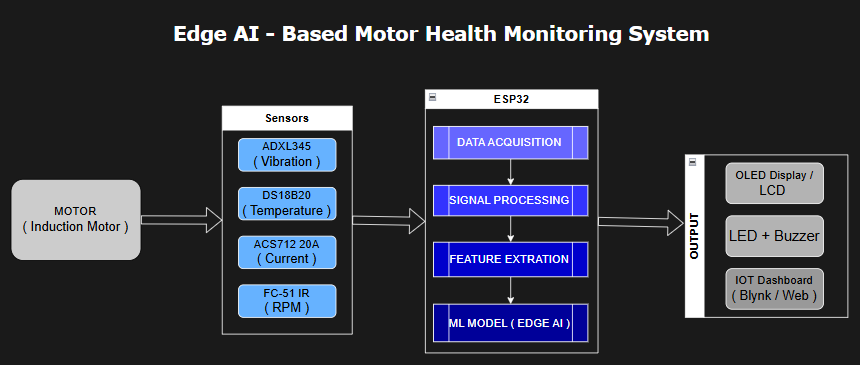 Edge AI - Based Motor Health Monitoring System
MOTOR
( Induction Motor )
Sensors
ADXL345
( Vibration )
DS18B20
( Temperature )
ACS712 20A
( Current )
FC-51 IR
( RPM )
ESP32
DATA ACQUISITION
SIGNAL PROCESSING
FEATURE EXTRATION
ML MODEL ( EDGE AI )
OUTPUT
OLED Display /
LCD
LED + Buzzer
IOT Dashboard
( Blynk / Web )